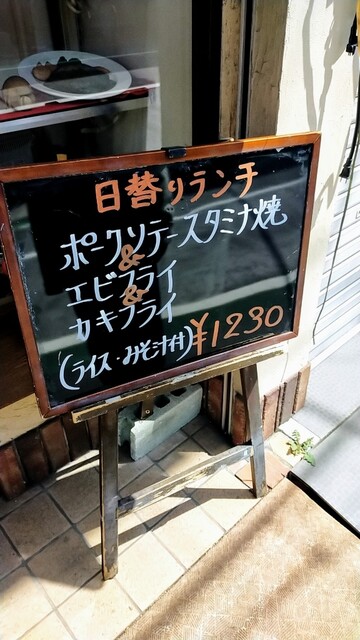 日替りランチ
ポークソテースタミナ焼
&
エビフライ
&
カキフライ
(ライス・みそ汁付)¥1230